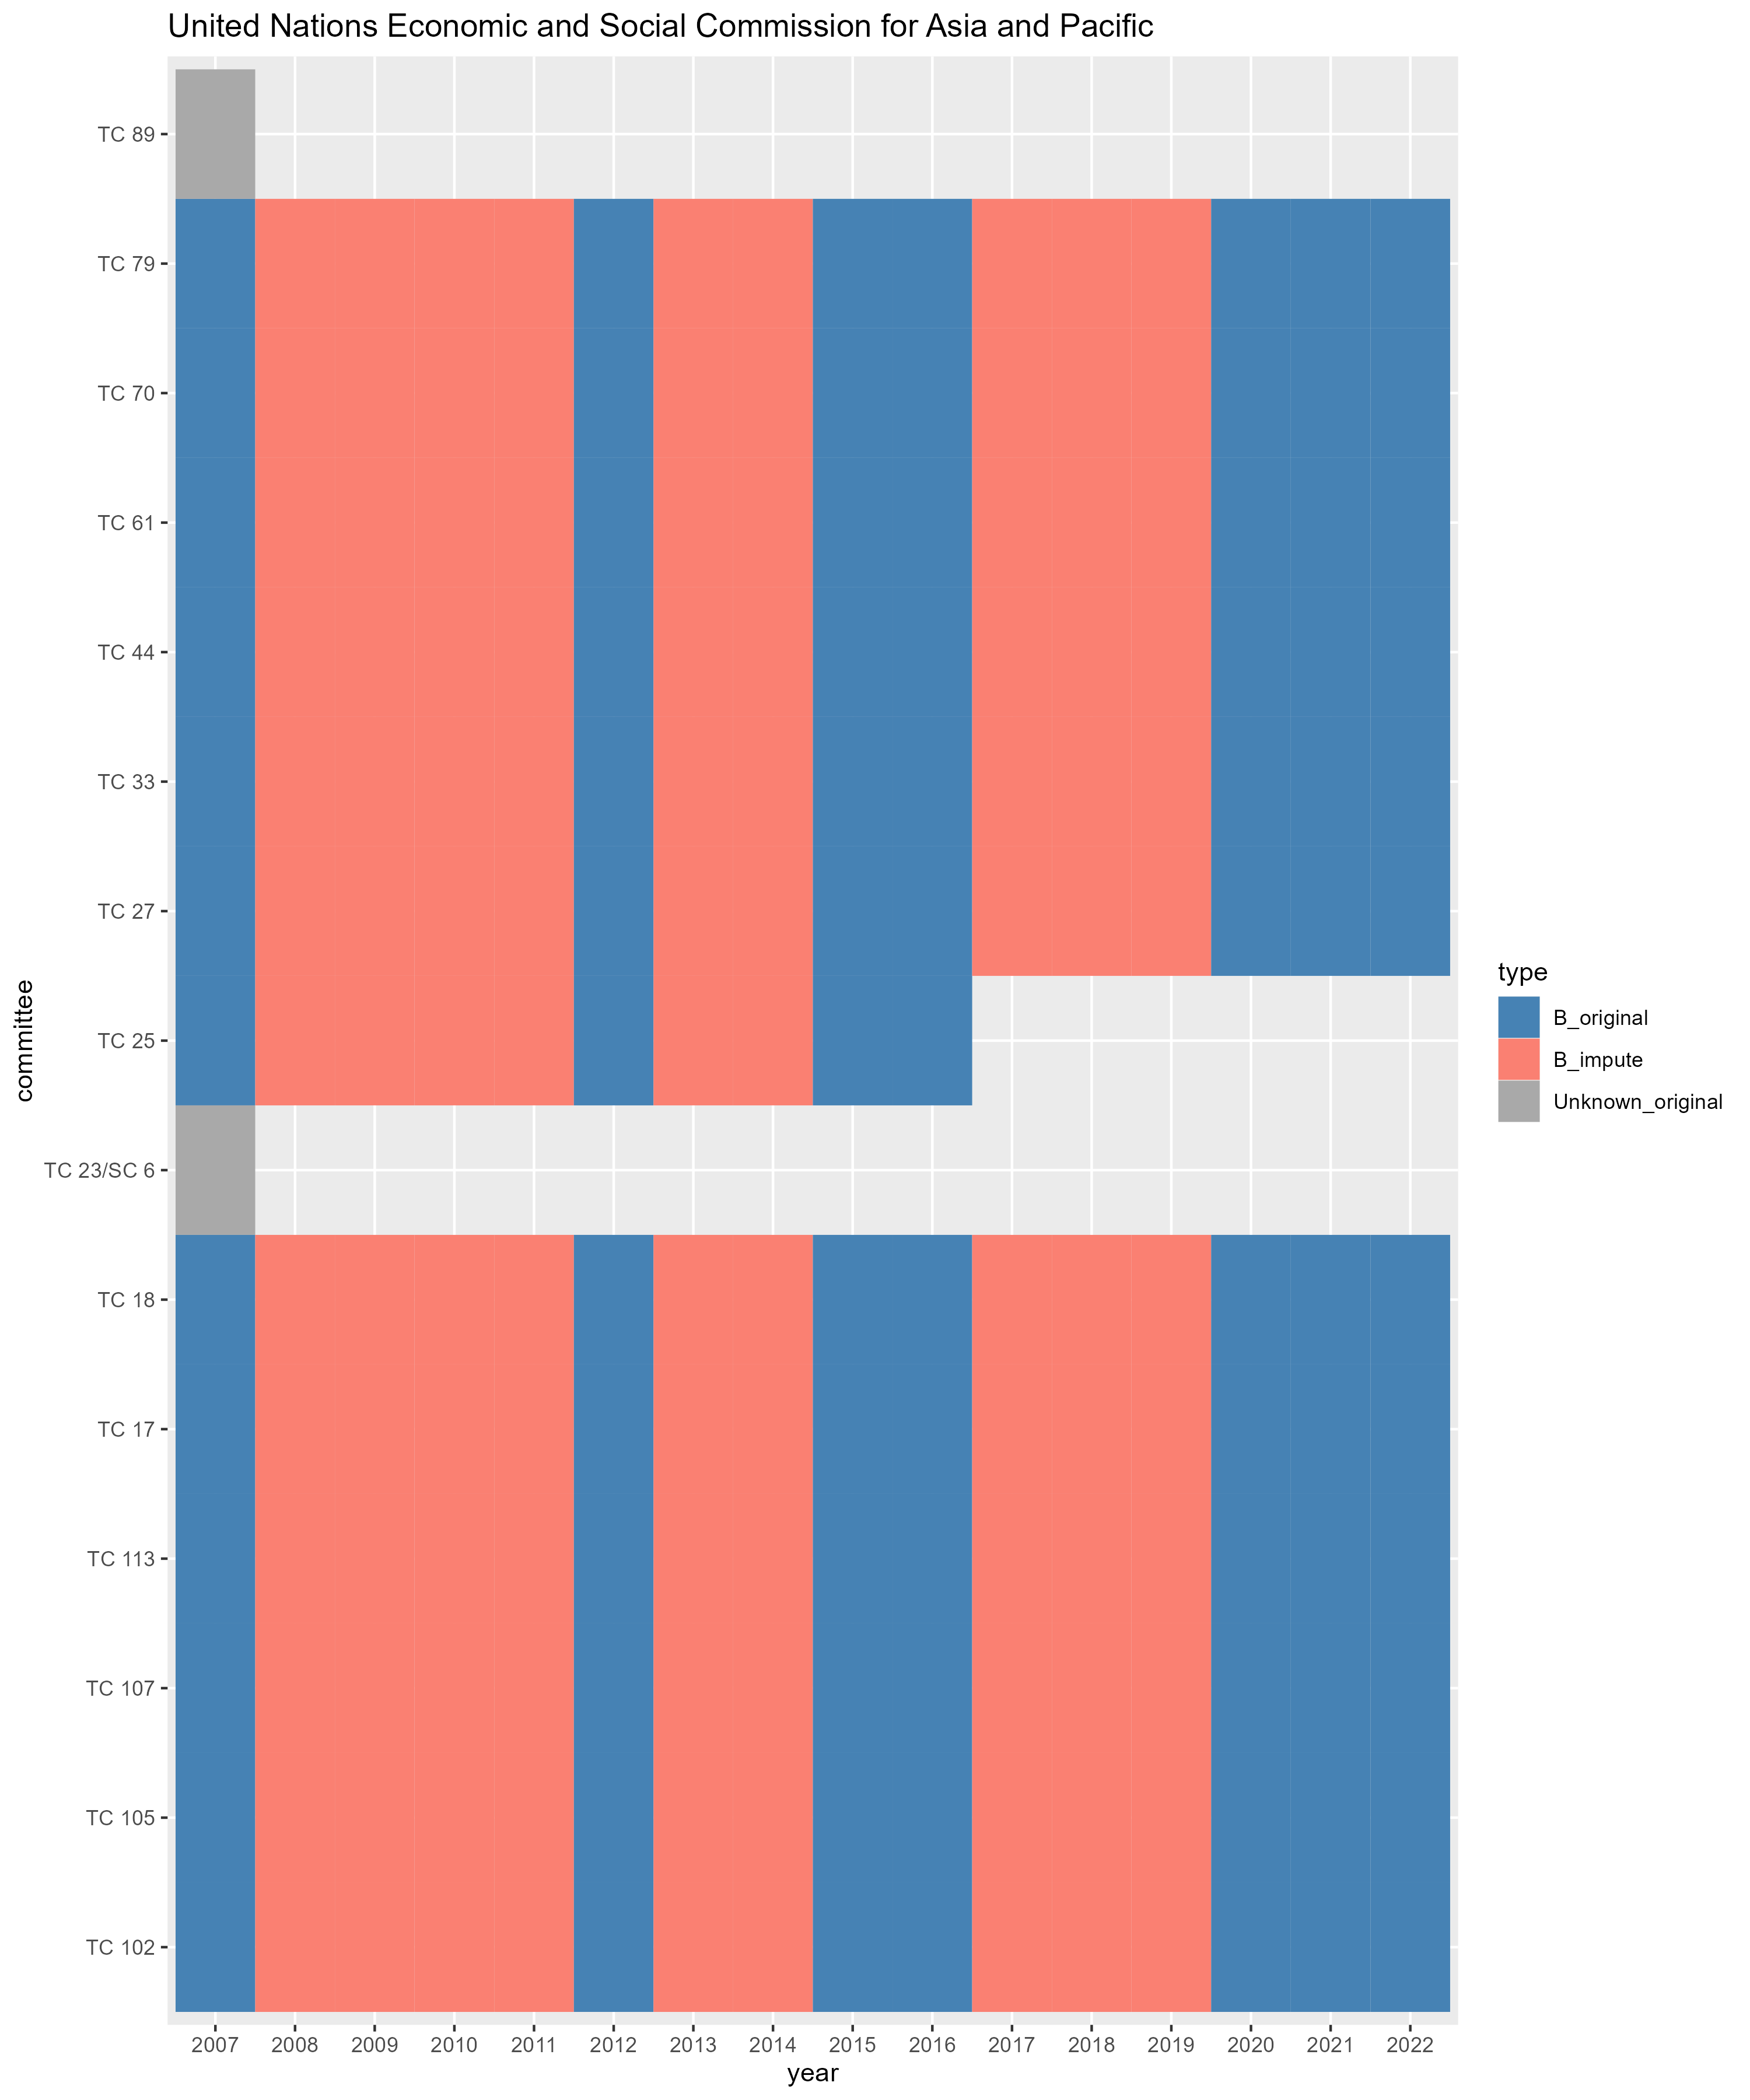 United Nations Economic and Social Commission for Asia and Pacific
committee
TC 89
TC 79
TC 70
TC 61
TC 44
TC 33
TC 27
TC 25
TC 23/SC 6
TC 18
TC 17
TC 113
TC 107
TC 105
TC 102
2007 2008 2009 2010 2011 2012 2013 2014 2015 2016 2017 2018 2019 2020 2021 2022
year
type
B_original
B_impute
Unknown_original